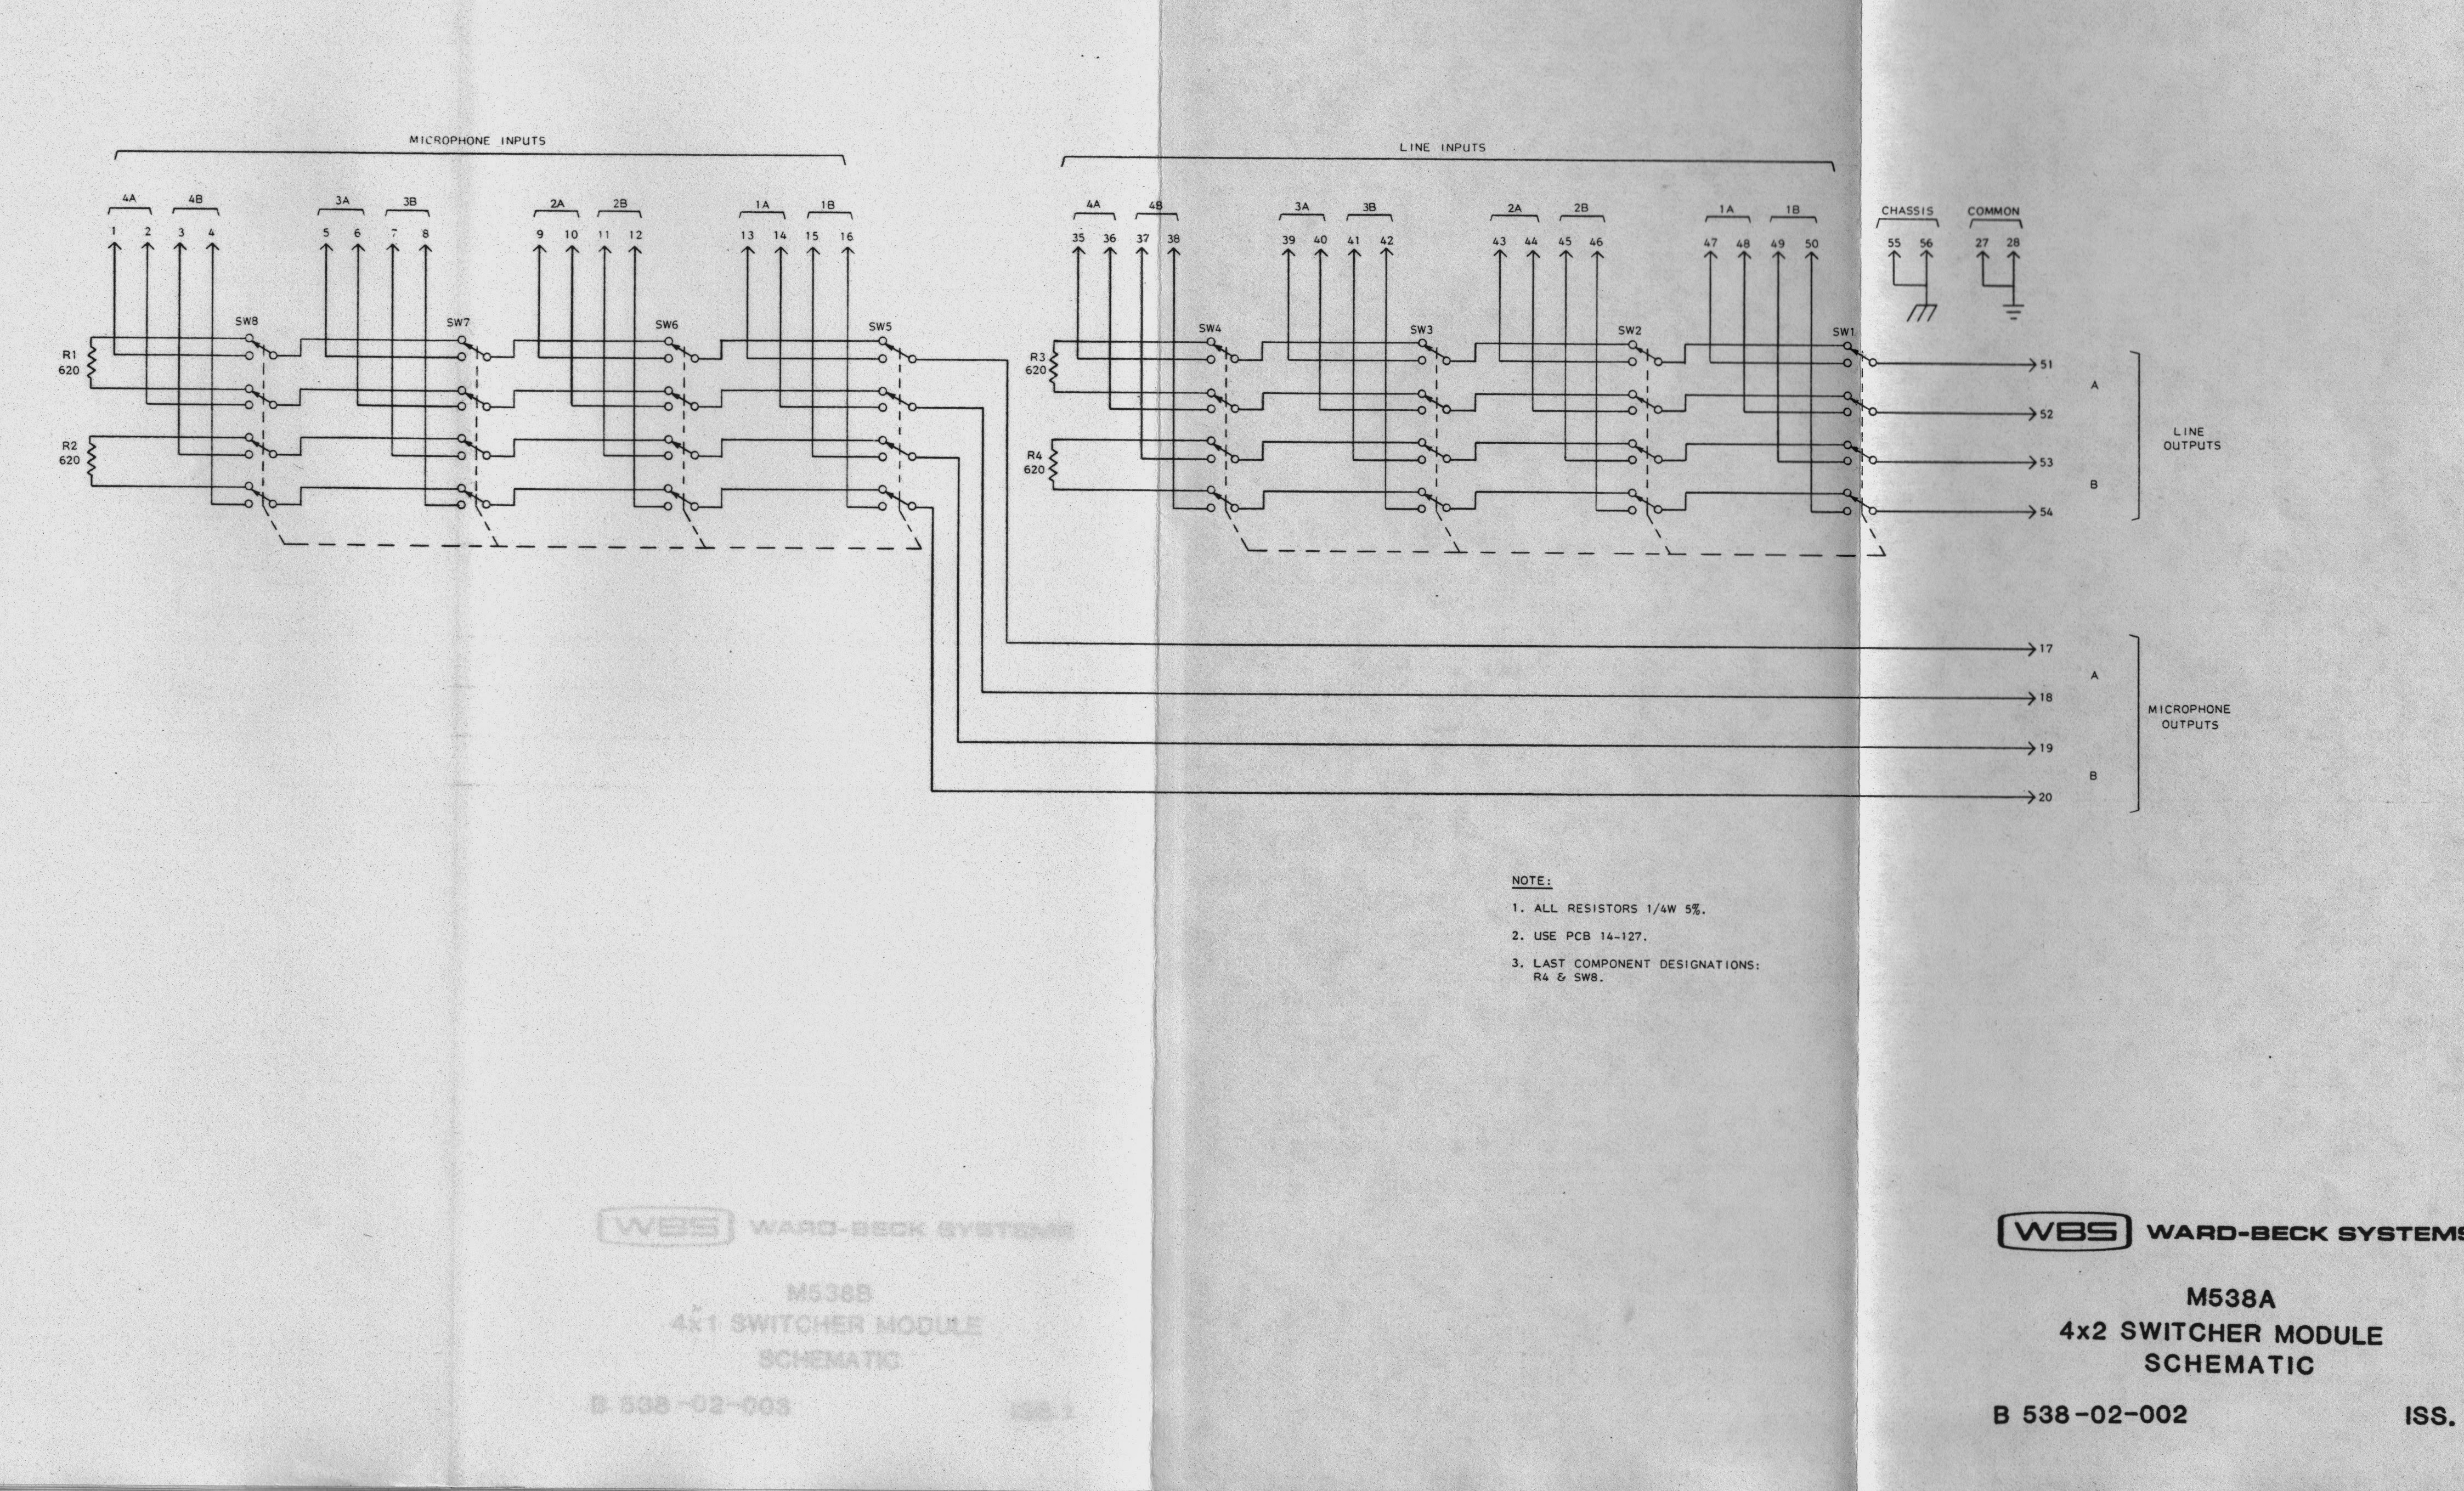 MICROPHONE INPUTS
LINE INPUTS
4A 4B 3A 3B 2A 2B 1A 1B
1 2 3 4 5 6 7 8 9 10 11 12 13 14 15 16
4A 4B 3A 3B 2A 2B 1A 1B CHASSIS COMMON
35 36 37 38 39 40 41 42 43 44 45 46 47 48 49 50 55 56 27 28
SW8 SW7 SW6 SW5 SW4 SW3 SW2 SW1
R1
620
R2
620
R3
620
R4
620
51
A
52
LINE
OUTPUTS
53
B
54
17
A
18
MICROPHONE
OUTPUTS
19
B
20
NOTE:
1. ALL RESISTORS 1/4W 5%.
2. USE PCB 14-127.
3. LAST COMPONENT DESIGNATIONS:
R4 & SW8.
WBS WARD-BECK SYSTEMS
M538B
4x1 SWITCHER MODULE
SCHEMATIC
B 538-02-003
WBS WARD-BECK SYSTEMS
M538A
4x2 SWITCHER MODULE
SCHEMATIC
B 538-02-002 ISS.